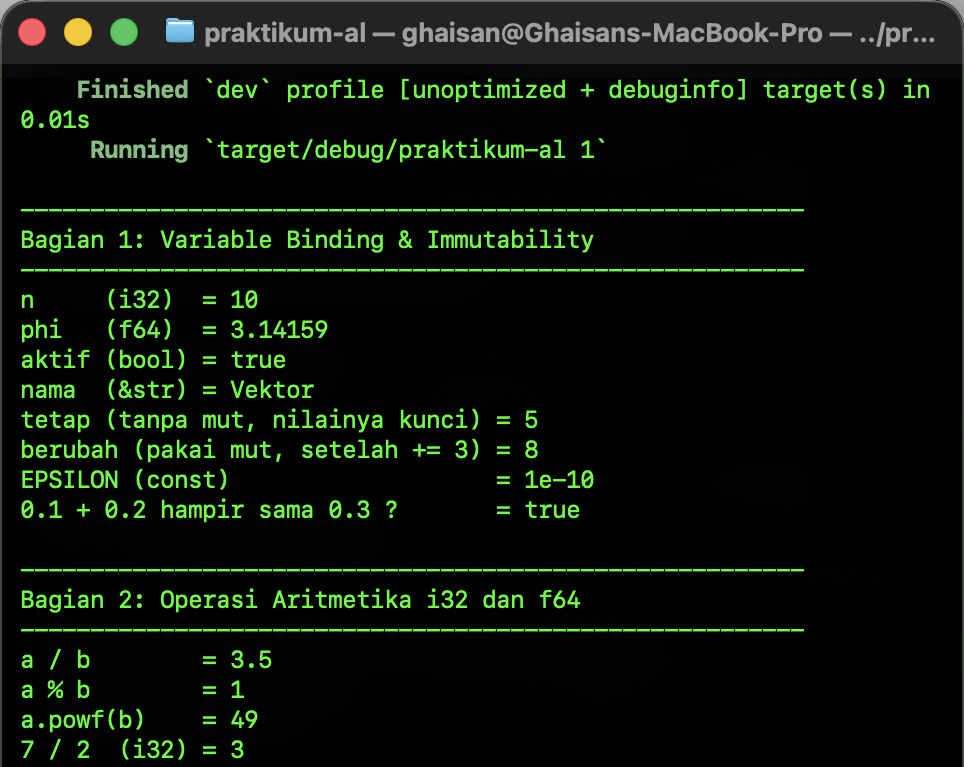 praktikum-al — ghaisan@Ghaisans-MacBook-Pro — ../pr...
Finished `dev` profile [unoptimized + debuginfo] target(s) in
0.01s
Running `target/debug/praktikum-al 1`
————————————————————————————————————————————————————————
Bagian 1: Variable Binding & Immutability
————————————————————————————————————————————————————————
n     (i32)  = 10
phi   (f64)  = 3.14159
aktif (bool) = true
nama  (&str) = Vektor
tetap (tanpa mut, nilainya kunci) = 5
berubah (pakai mut, setelah += 3) = 8
EPSILON (const)                   = 1e-10
0.1 + 0.2 hampir sama 0.3 ?       = true
————————————————————————————————————————————————————————
Bagian 2: Operasi Aritmetika i32 dan f64
————————————————————————————————————————————————————————
a / b        = 3.5
a % b        = 1
a.powf(b)    = 49
7 / 2  (i32) = 3